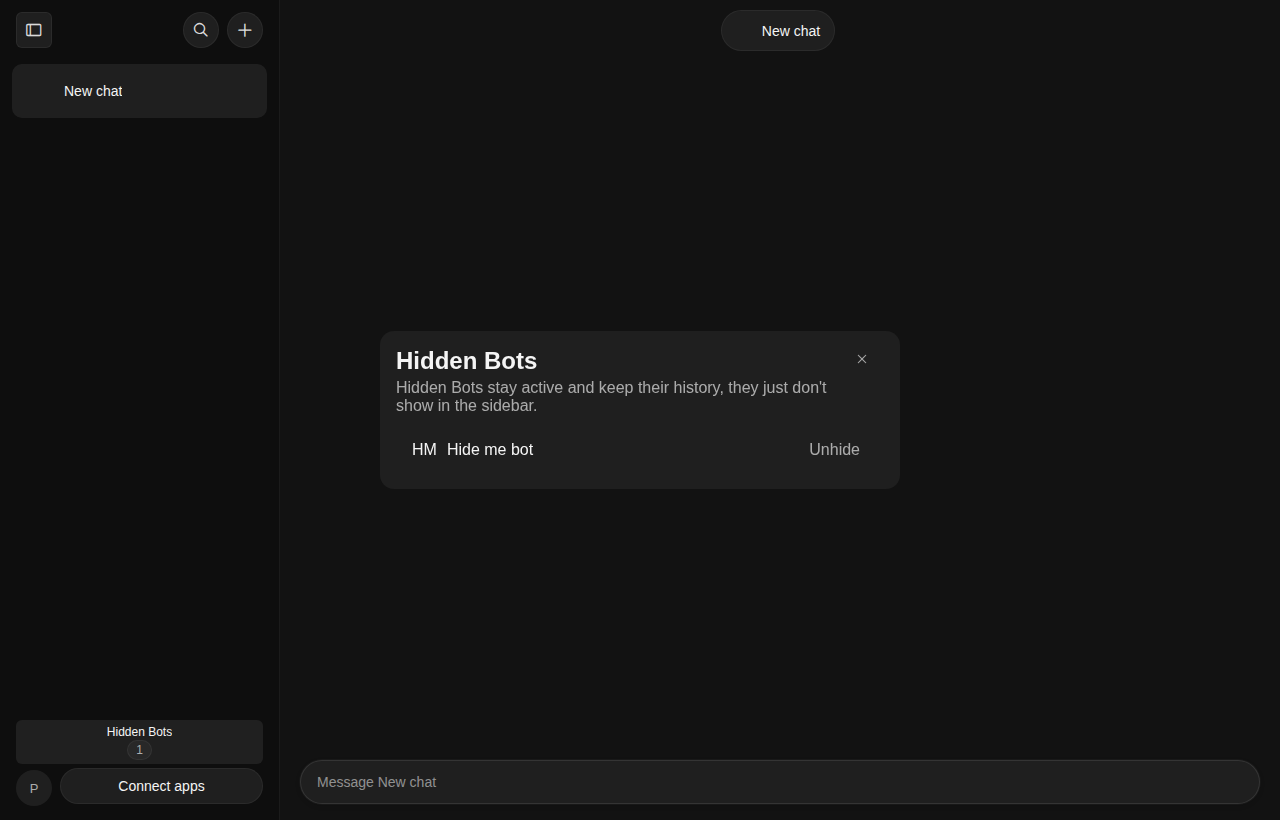 New chat
New chat
Hidden Bots
Hidden Bots stay active and keep their history, they just don't
show in the sidebar.
HM Hide me bot Unhide
Hidden Bots
1
P Connect apps
Message New chat